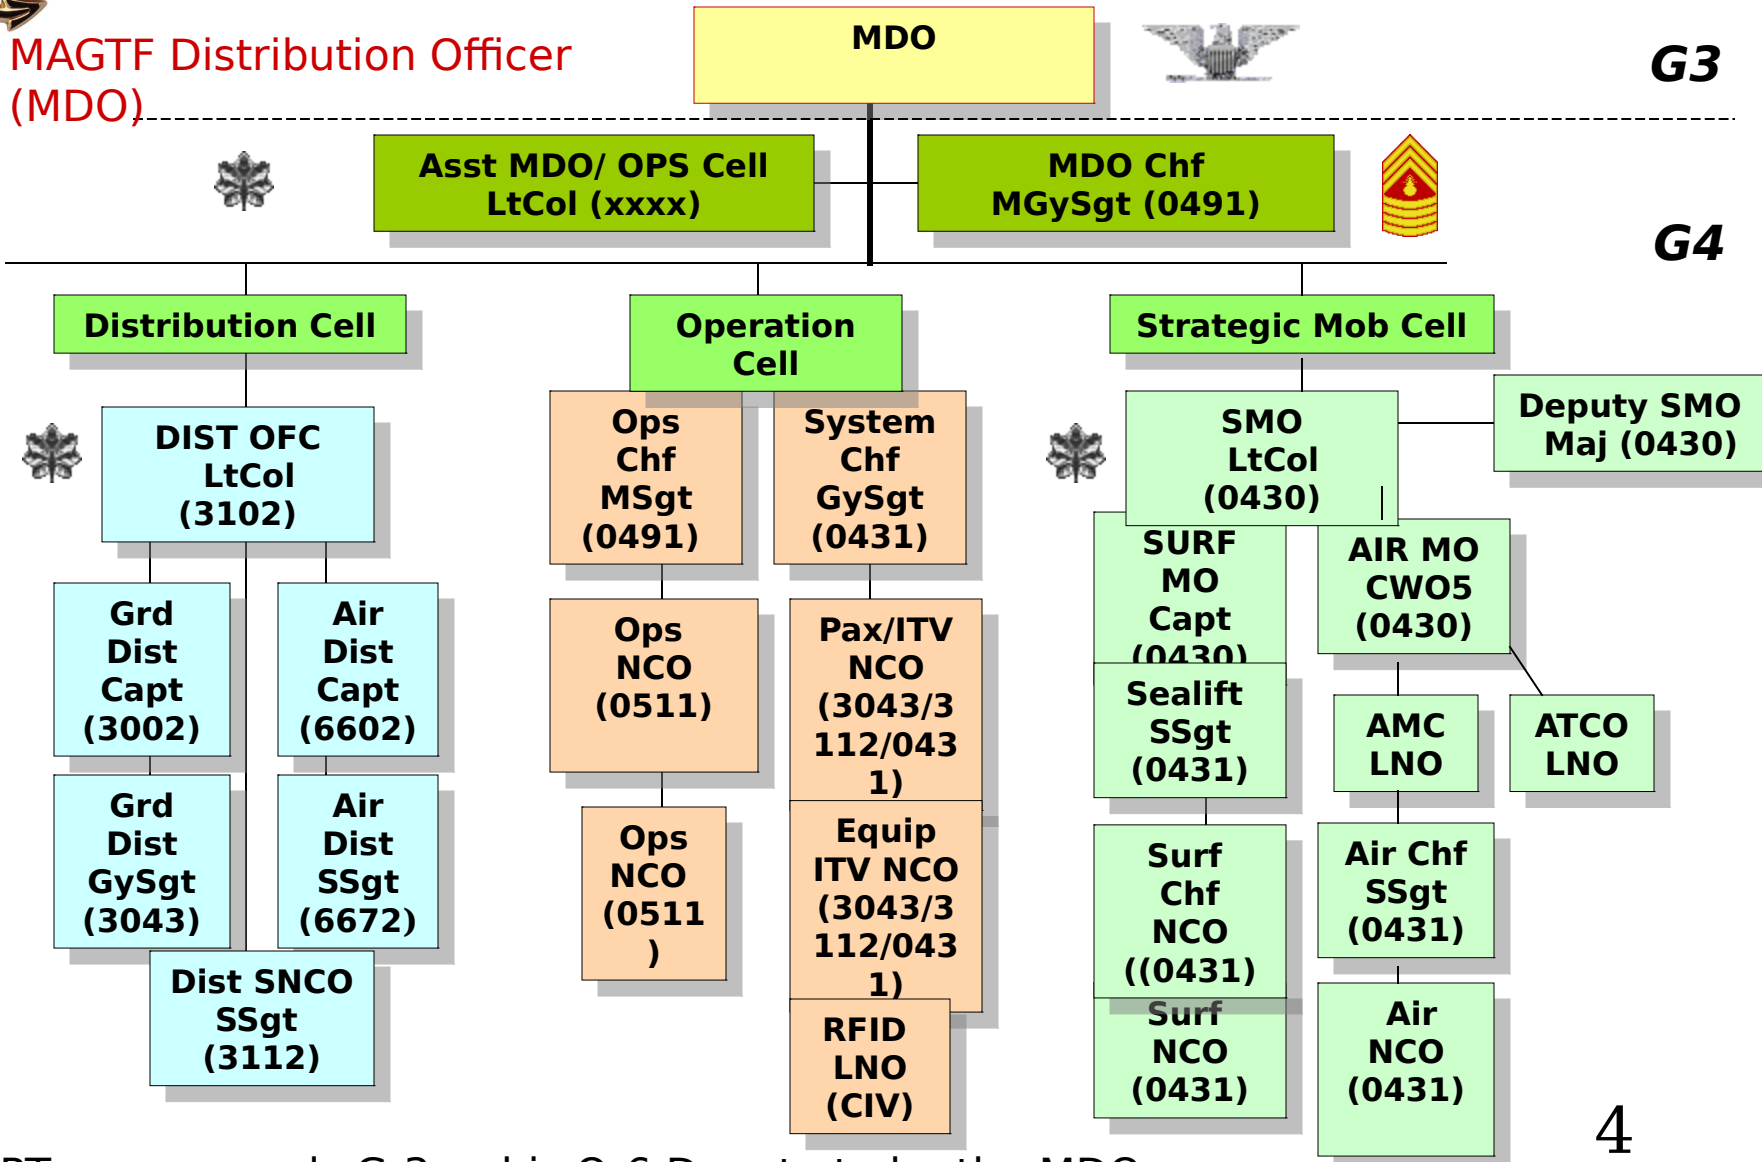 MAGTF Distribution Officer
(MDO)
MDO
G3
Asst MDO/ OPS Cell
LtCol (xxxx)
MDO Chf
MGySgt (0491)
G4
Distribution Cell
Operation
Cell
Strategic Mob Cell
DIST OFC
LtCol
(3102)
Grd
Dist
Capt
(3002)
Air
Dist
Capt
(6602)
Grd
Dist
GySgt
(3043)
Air
Dist
SSgt
(6672)
Dist SNCO
SSgt
(3112)
Ops
Chf
MSgt
(0491)
System
Chf
GySgt
(0431)
Ops
NCO
(0511)
Pax/ITV
NCO
(3043/3
112/043
1)
Ops
NCO
(0511
)
Equip
ITV NCO
(3043/3
112/043
1)
RFID
LNO
(CIV)
SMO
LtCol
(0430)
Deputy SMO
Maj (0430)
SURF
MO
Capt
(0430)
AIR MO
CWO5
(0430)
Sealift
SSgt
(0431)
AMC
LNO
ATCO
LNO
Surf
Chf
NCO
((0431)
Air Chf
SSgt
(0431)
Surf
NCO
(0431)
Air
NCO
(0431)
4